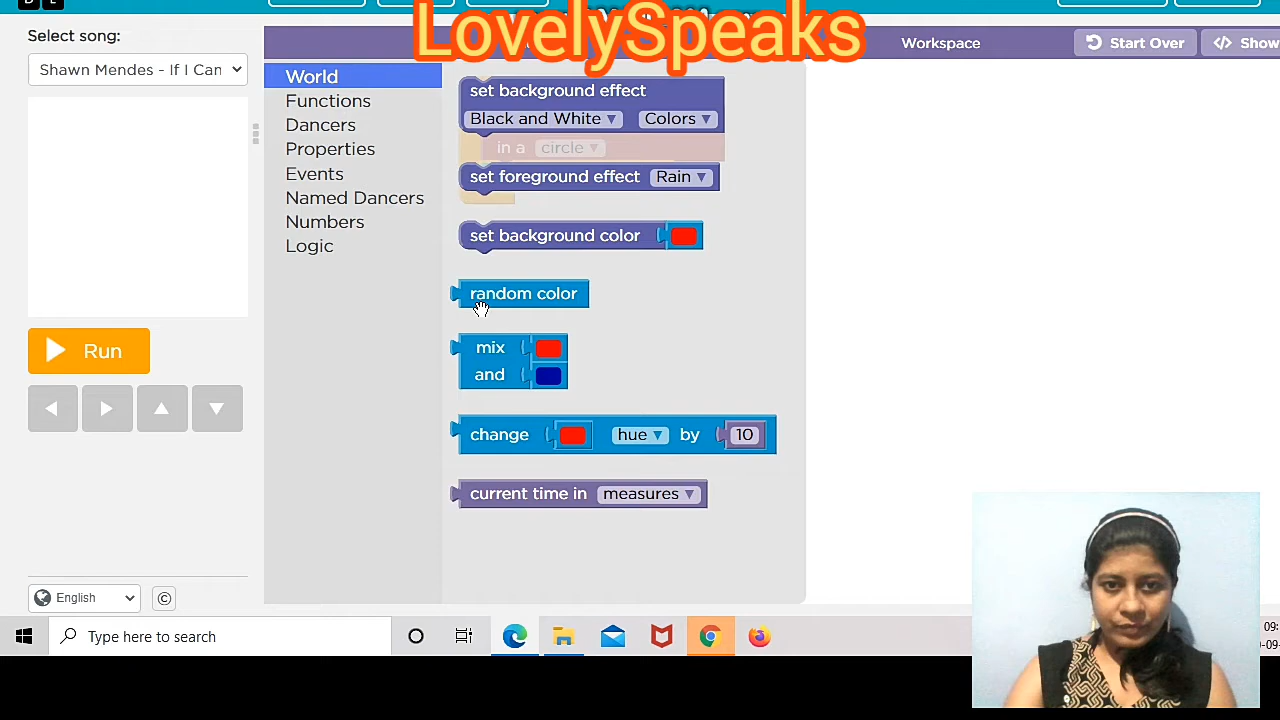 LovelySpeaks
Select song:
Shawn Mendes - If I Can
Workspace
Start Over
Show
World
Functions
Dancers
Properties
Events
Named Dancers
Numbers
Logic
set background effect
Black and White Colors
in a circle
set foreground effect Rain
set background color
random color
mix
and
change hue by 10
current time in measures
Run
English
©
Type here to search
09:
-09-